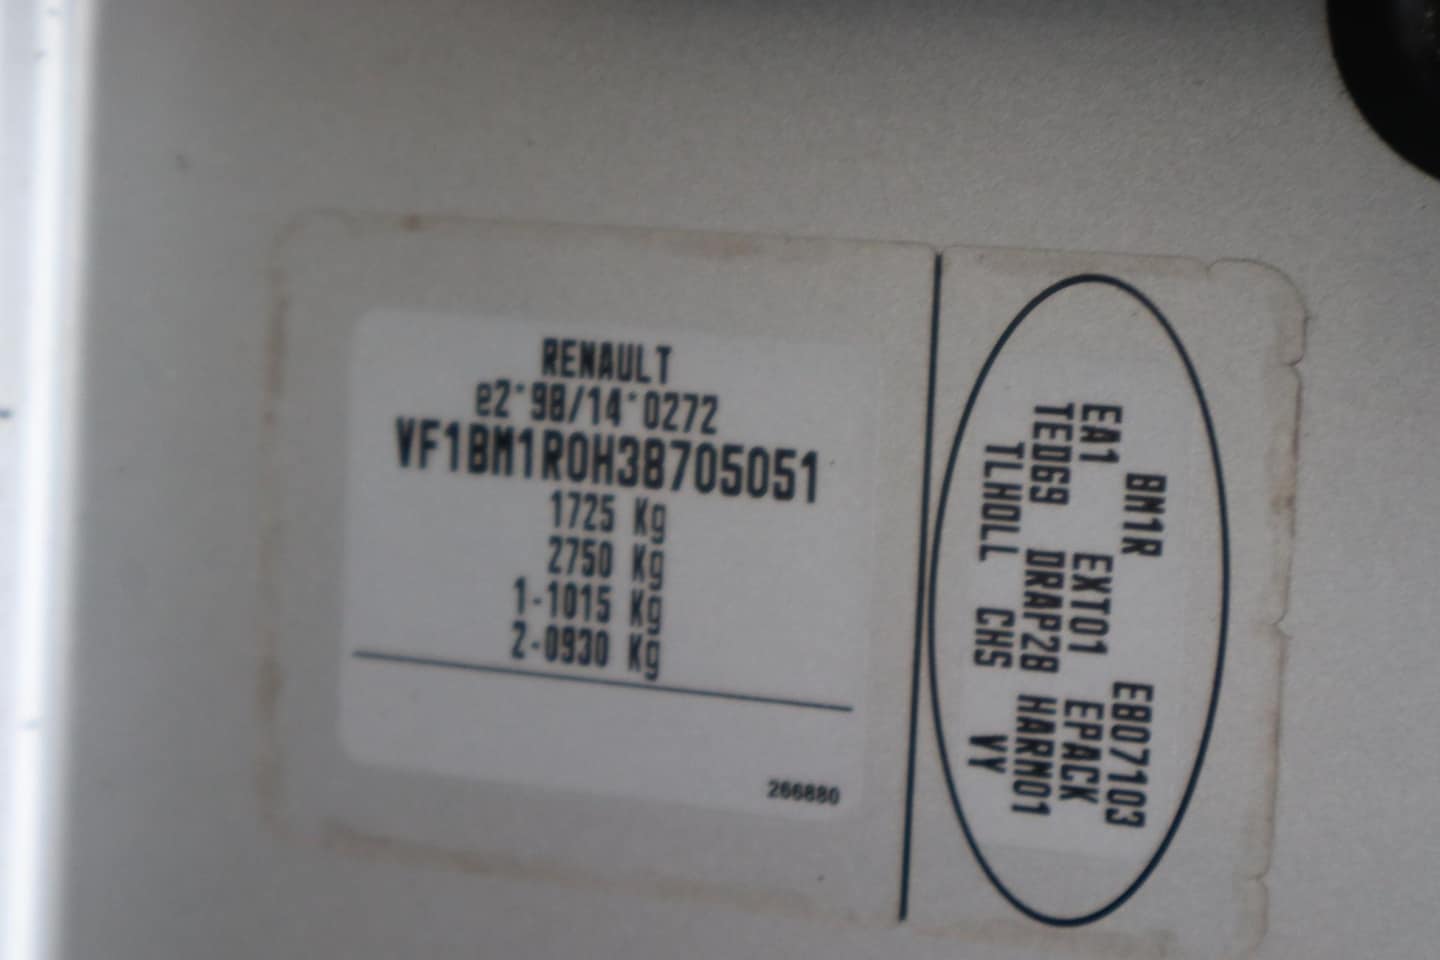 RENAULT
e2*98/14*0272
VF1BM1R0H38705051
1725 Kg
2750 Kg
1-1015 Kg
2-0930 Kg
266880
BM1R EB07103
EA1 EXT01 EPACK
TED69 DRAP28 HARM01
TLHOLL CHS VY